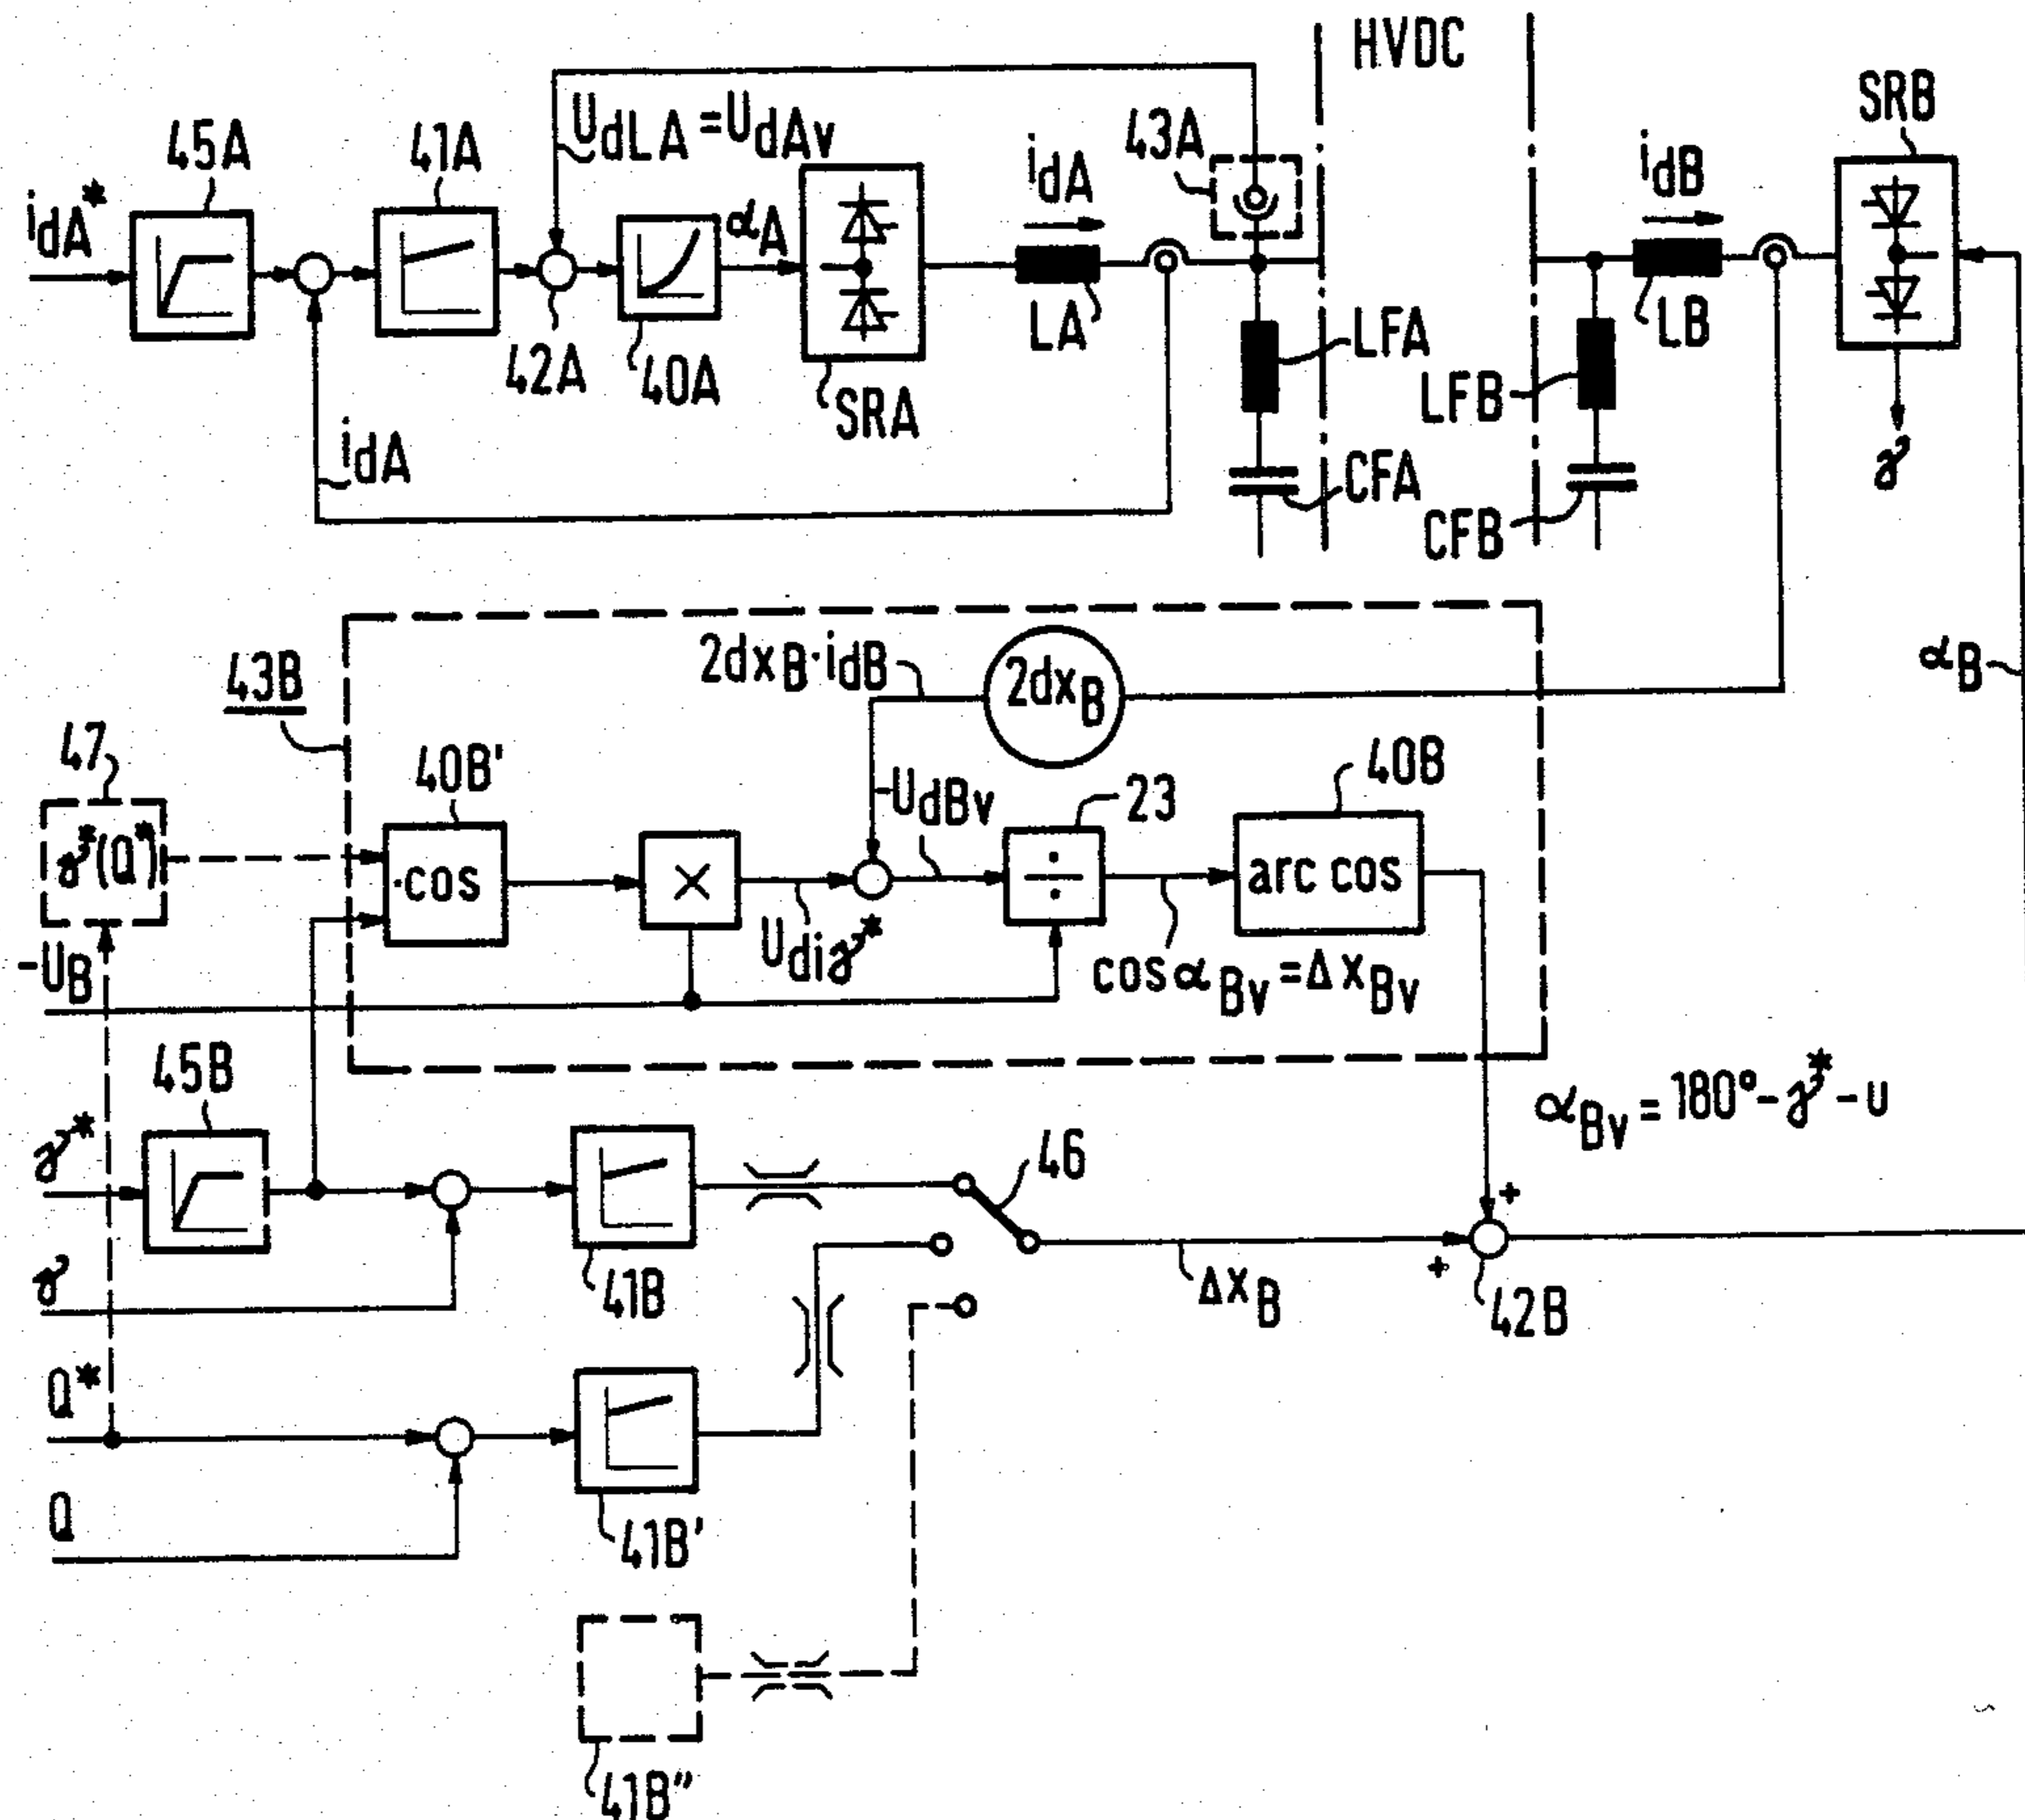 HVDC
SRB
45A
41A
UdLA = UdAv
43A
idA
idB
idA*
αA
LA
LB
42A
40A
SRA
LFA
LFB
idA
CFA
CFB
γ
2dxB·idB
2dxB
αB
43B
47
40B'
UdBv
23
40B
γ*(Q*)
·cos
×
÷
arc cos
-UB
Udiγ*
cosαBv = ΔxBv
45B
αBv = 180° - γ* - u
γ*
46
+
γ
41B
ΔxB
+
42B
Q*
Q
41B'
41B"